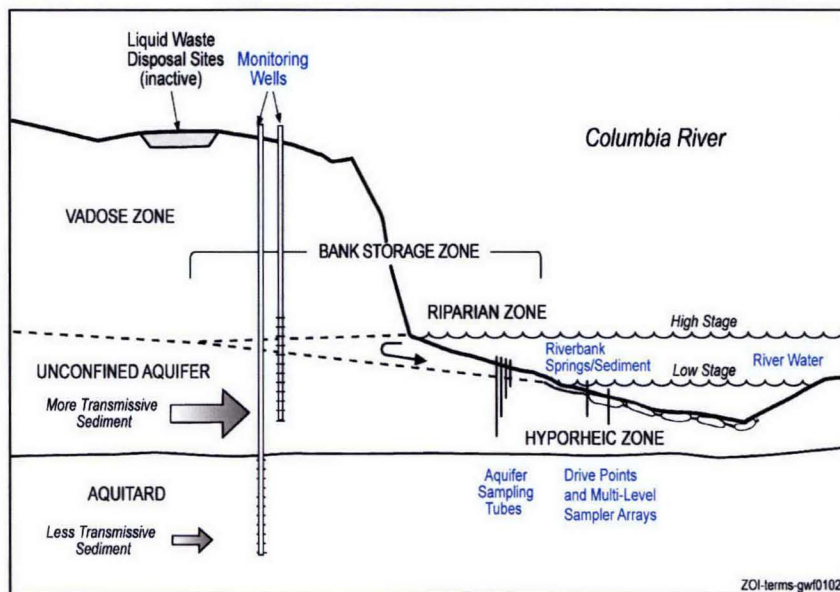 Liquid Waste
Disposal Sites
(inactive)
Monitoring
Wells
Columbia River
VADOSE ZONE
BANK STORAGE ZONE
RIPARIAN ZONE
High Stage
UNCONFINED AQUIFER
Riverbank
Springs/Sediment
Low Stage
River Water
More Transmissive
Sediment
HYPORHEIC ZONE
AQUITARD
Aquifer
Sampling
Tubes
Drive Points
and Multi-Level
Sampler Arrays
Less Transmissive
Sediment
ZOI-terms-gwf0102